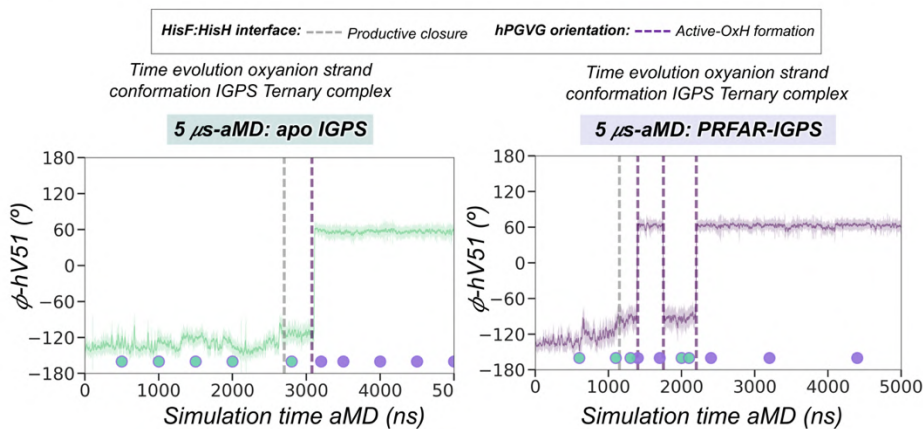 HisF:HisH interface: Productive closure hPGVG orientation: Active-OxH formation
Time evolution oxyanion strand
conformation IGPS Ternary complex
5 μs-aMD: apo IGPS
180
120
60
0
−60
−120
−180
ϕ-hV51 (º)
0 1000 2000 3000 4000 50
Simulation time aMD (ns)
Time evolution oxyanion strand
conformation IGPS Ternary complex
5 μs-aMD: PRFAR-IGPS
180
120
60
0
−60
−120
−180
ϕ-hV51 (º)
0 1000 2000 3000 4000 5000
Simulation time aMD (ns)